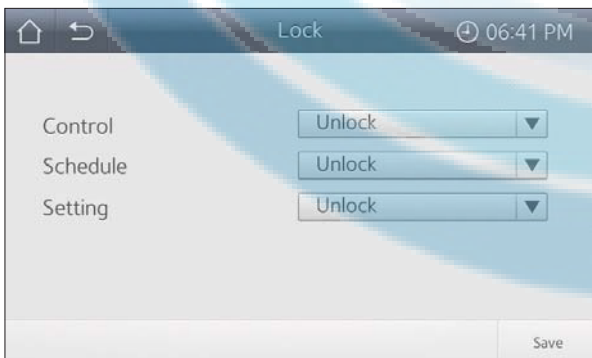 Lock 06:41 PM
Control Unlock
Schedule Unlock
Setting Unlock
Save